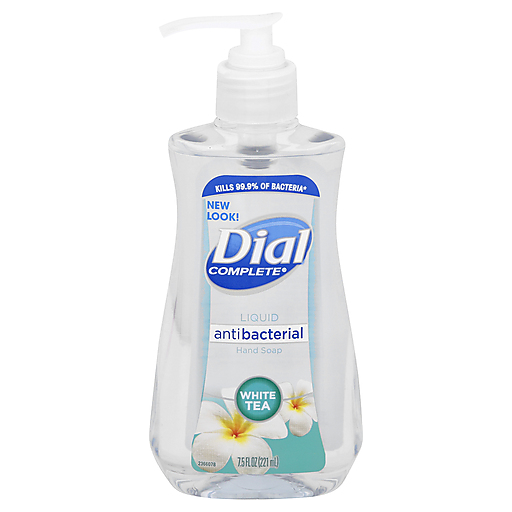 KILLS 99.9% OF BACTERIA*
NEW
LOOK!
Dial
COMPLETE®
LIQUID
antibacterial
Hand Soap
WHITE
TEA
2366078
7.5 FL OZ (221 mL)